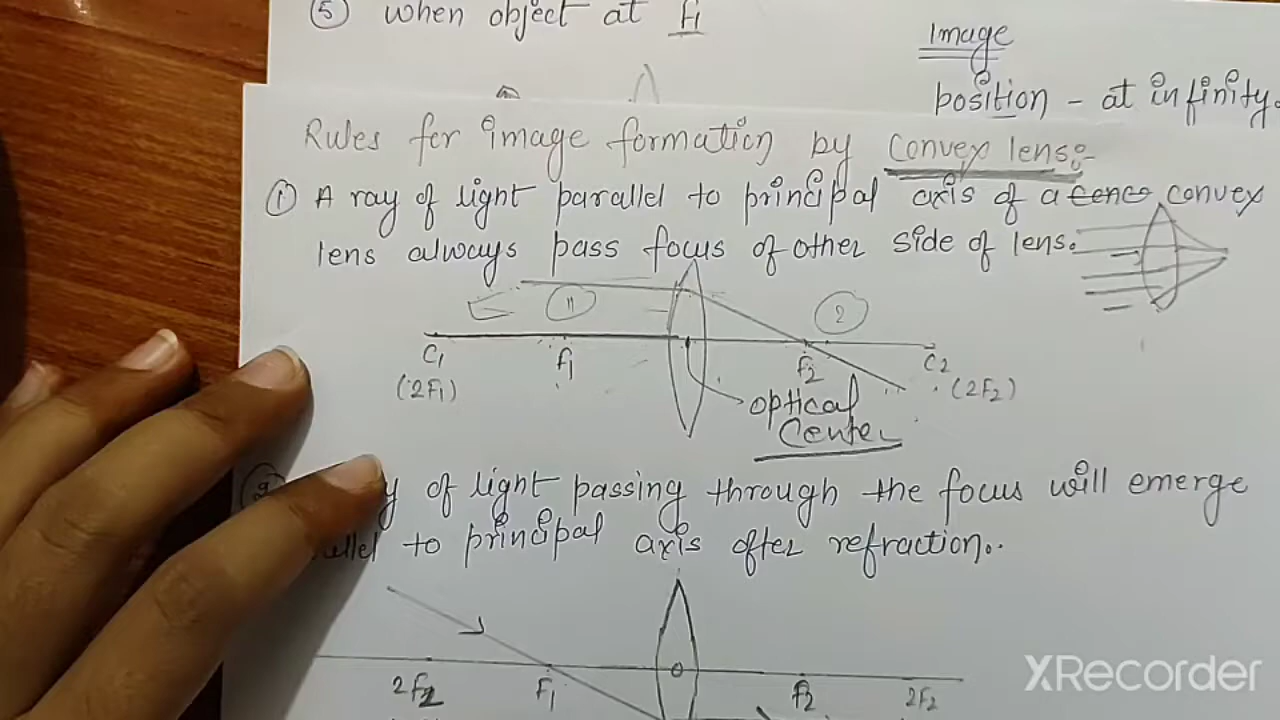 ⑤ when object at F1
Image
position - at infinity.
Rules for image formation by Convex lens:-
① A ray of light parallel to principal axis of a convex
lens always pass focus of other side of lens.
1
2
C1
F1
F2
C2
(2F1)
(2F2)
optical
Center
② of light passing through the focus will emerge
to principal axis after refraction..
O
2F2
F1
F2
2F2
XRecorder